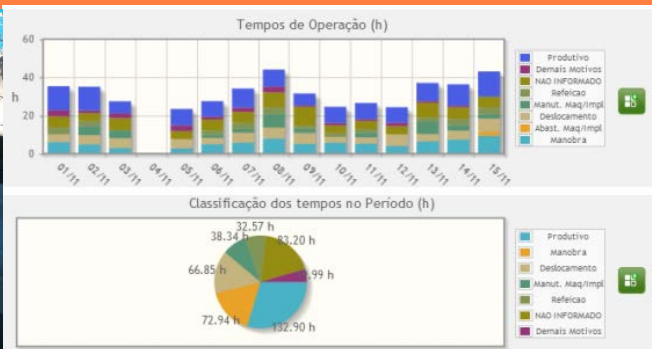 Tempos de Operação (h)
60
40
20
0
h
01/11
02/11
03/11
04/11
05/11
06/11
07/11
08/11
09/11
10/11
11/11
12/11
13/11
14/11
15/11
Produtivo
Demais Motivos
NAO INFORMADO
Refeicao
Manut. Maq/Impl
Deslocamento
Abast. Maq/Impl
Manobra
Classificação dos tempos no Período (h)
32.57 h
38.34 h
83.20 h
66.85 h
.99 h
72.94 h
132.90 h
Produtivo
Manobra
Deslocamento
Manut. Maq/Impl
Refeicao
NAO INFORMADO
Demais Motivos